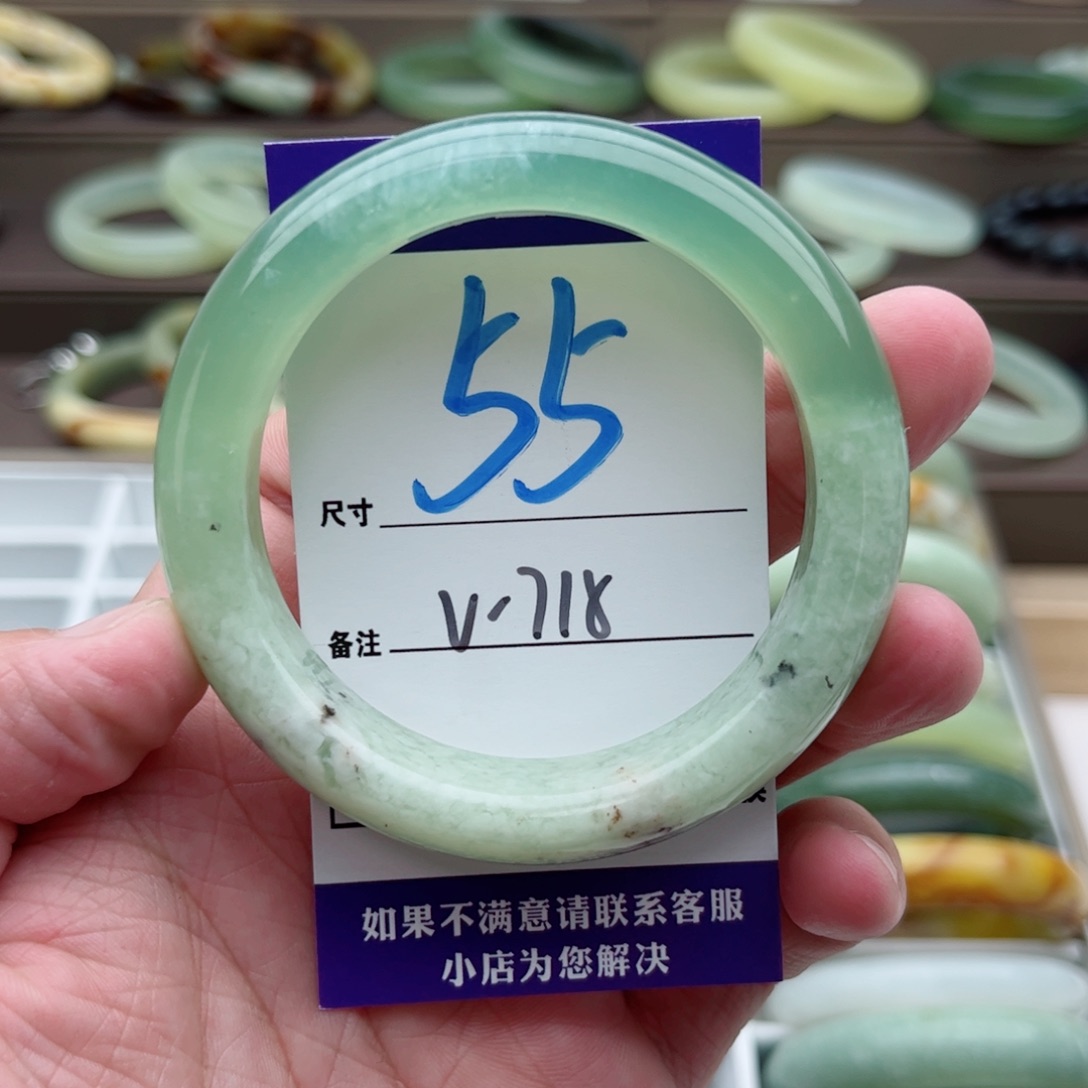 55
尺寸
V-718
备注
如果不满意请联系客服
小店为您解决